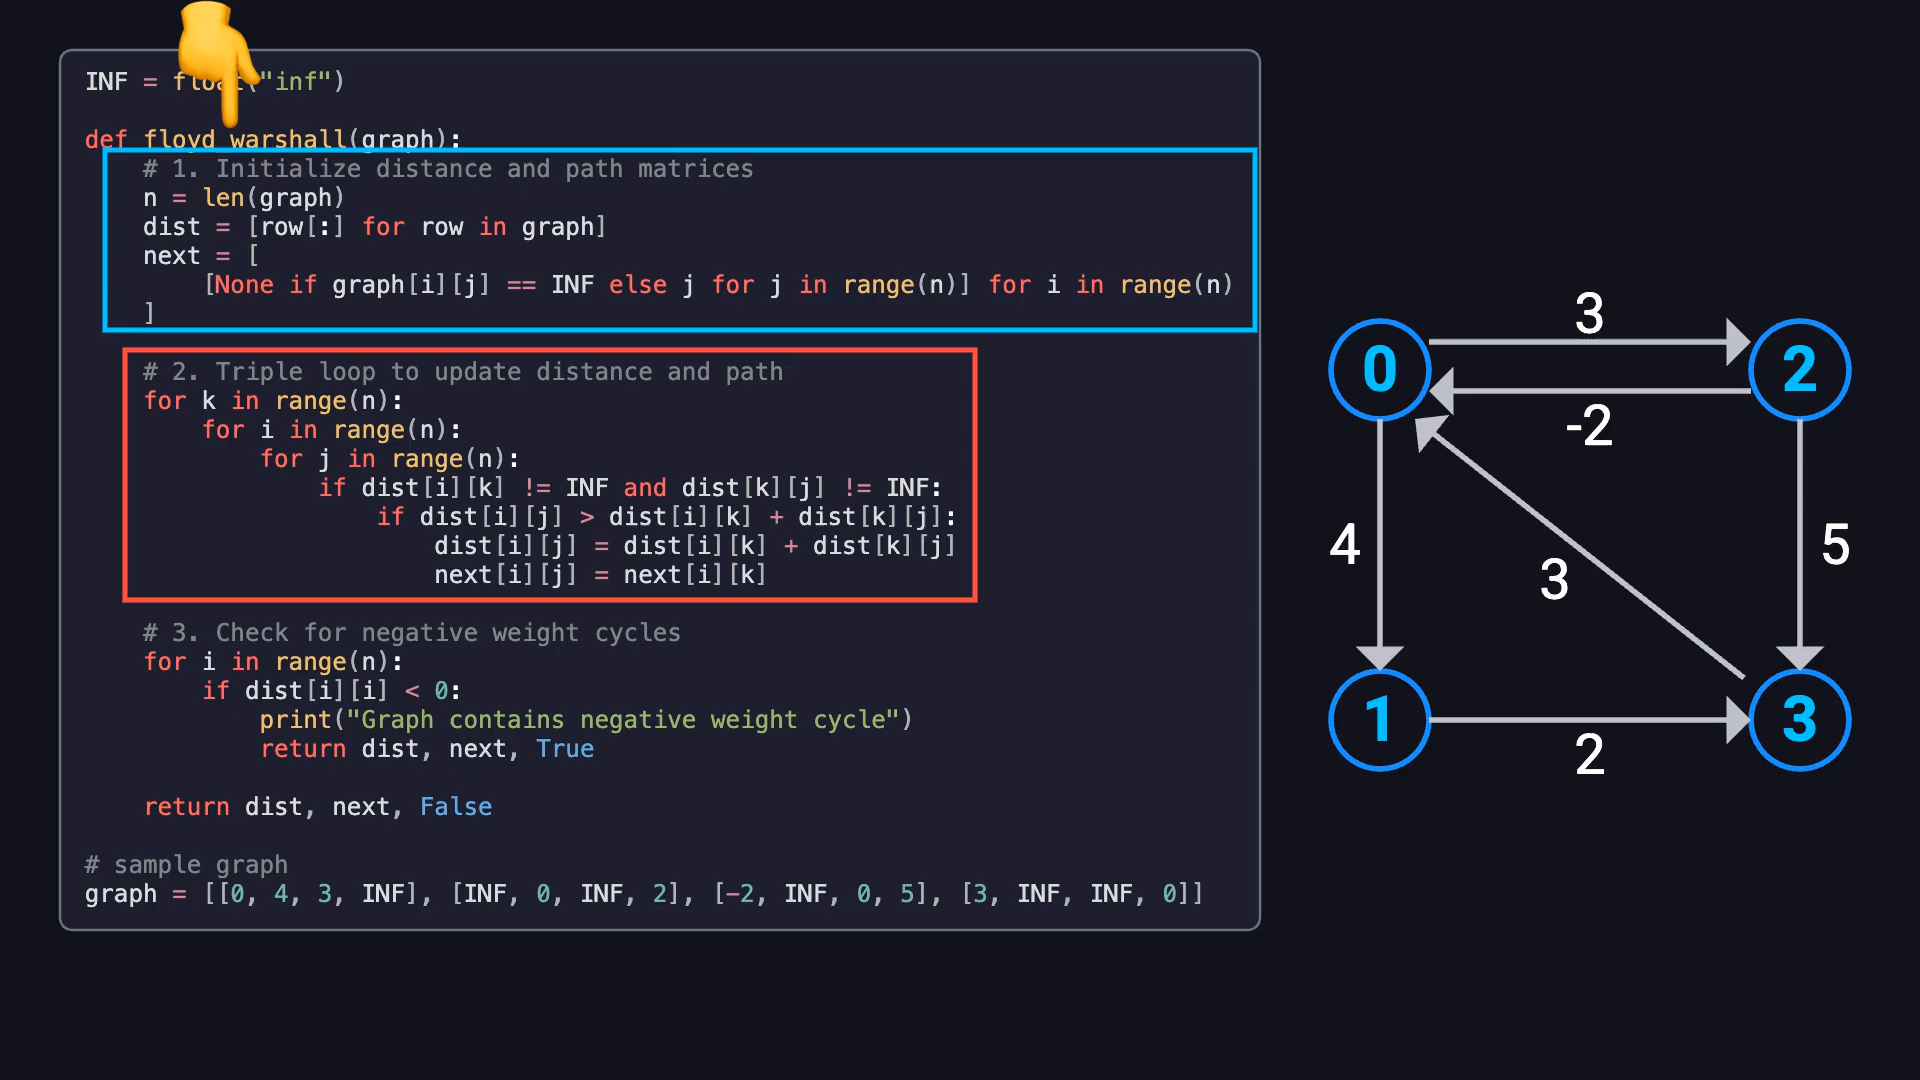 INF = float("inf")
def floyd_warshall(graph):
# 1. Initialize distance and path matrices
n = len(graph)
dist = [row[:] for row in graph]
next = [
[None if graph[i][j] == INF else j for j in range(n)] for i in range(n)
]
# 2. Triple loop to update distance and path
for k in range(n):
for i in range(n):
for j in range(n):
if dist[i][k] != INF and dist[k][j] != INF:
if dist[i][j] > dist[i][k] + dist[k][j]:
dist[i][j] = dist[i][k] + dist[k][j]
next[i][j] = next[i][k]
# 3. Check for negative weight cycles
for i in range(n):
if dist[i][i] < 0:
print("Graph contains negative weight cycle")
return dist, next, True
return dist, next, False
# sample graph
graph = [[0, 4, 3, INF], [INF, 0, INF, 2], [-2, INF, 0, 5], [3, INF, INF, 0]]
3
0
2
-2
4
3
5
1
3
2